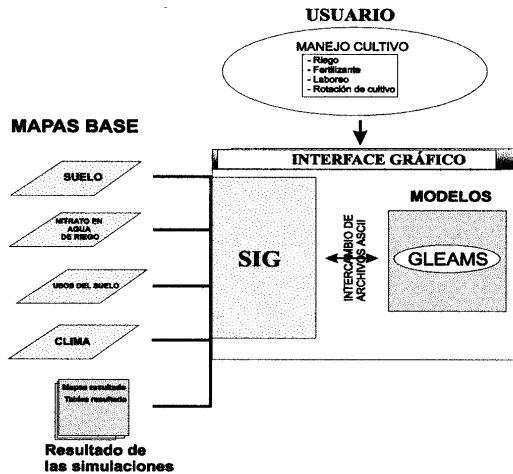 USUARIO
MANEJO CULTIVO
- Riego
- Fertilizante
- Laboreo
- Rotación de cultivo
MAPAS BASE
INTERFACE GRÁFICO
SUELO
NITRATO EN
AGUA
DE RIEGO
USOS DEL SUELO
CLIMA
SIG
INTERCAMBIO DE
ARCHIVOS ASCII
MODELOS
GLEAMS
Mapas resultado
Tablas resultado
Resultado de
las simulaciones